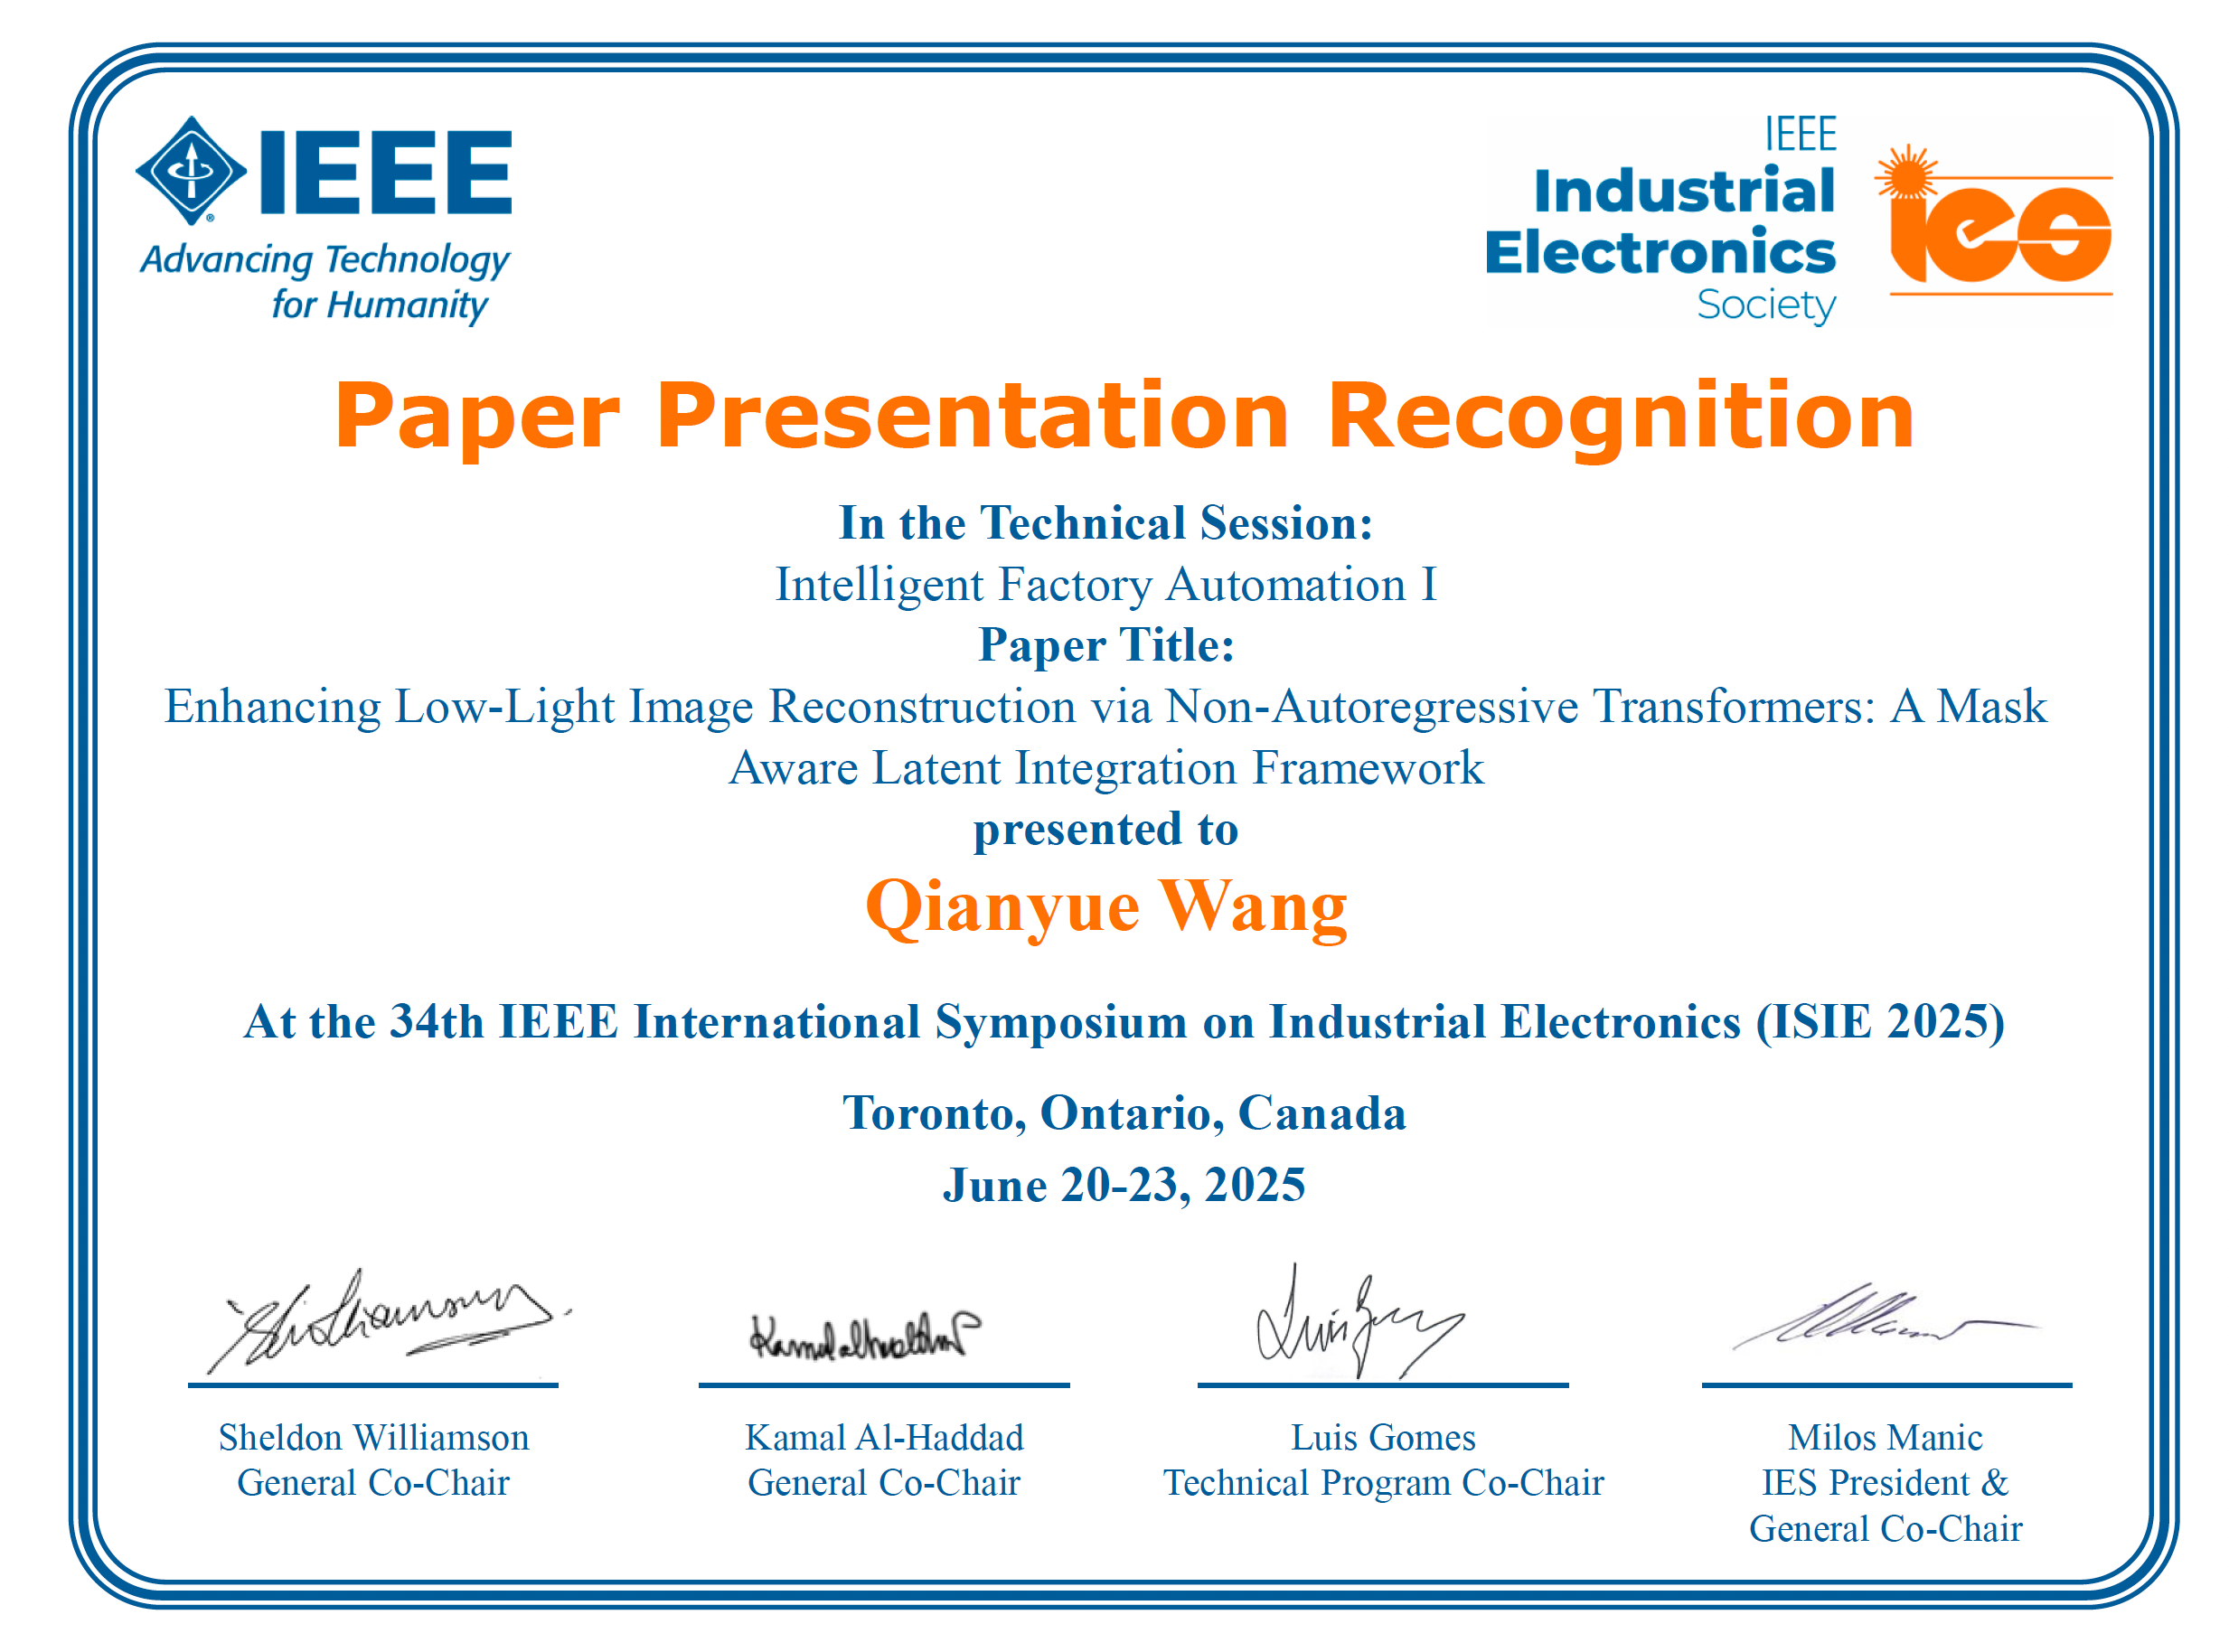 IEEE
Advancing Technology
for Humanity
IEEE
Industrial
Electronics
Society
ies
Paper Presentation Recognition
In the Technical Session:
Intelligent Factory Automation I
Paper Title:
Enhancing Low-Light Image Reconstruction via Non-Autoregressive Transformers: A Mask
Aware Latent Integration Framework
presented to
Qianyue Wang
At the 34th IEEE International Symposium on Industrial Electronics (ISIE 2025)
Toronto, Ontario, Canada
June 20-23, 2025
Sheldon Williamson
General Co-Chair
Kamal Al-Haddad
General Co-Chair
Luis Gomes
Technical Program Co-Chair
Milos Manic
IES President &
General Co-Chair